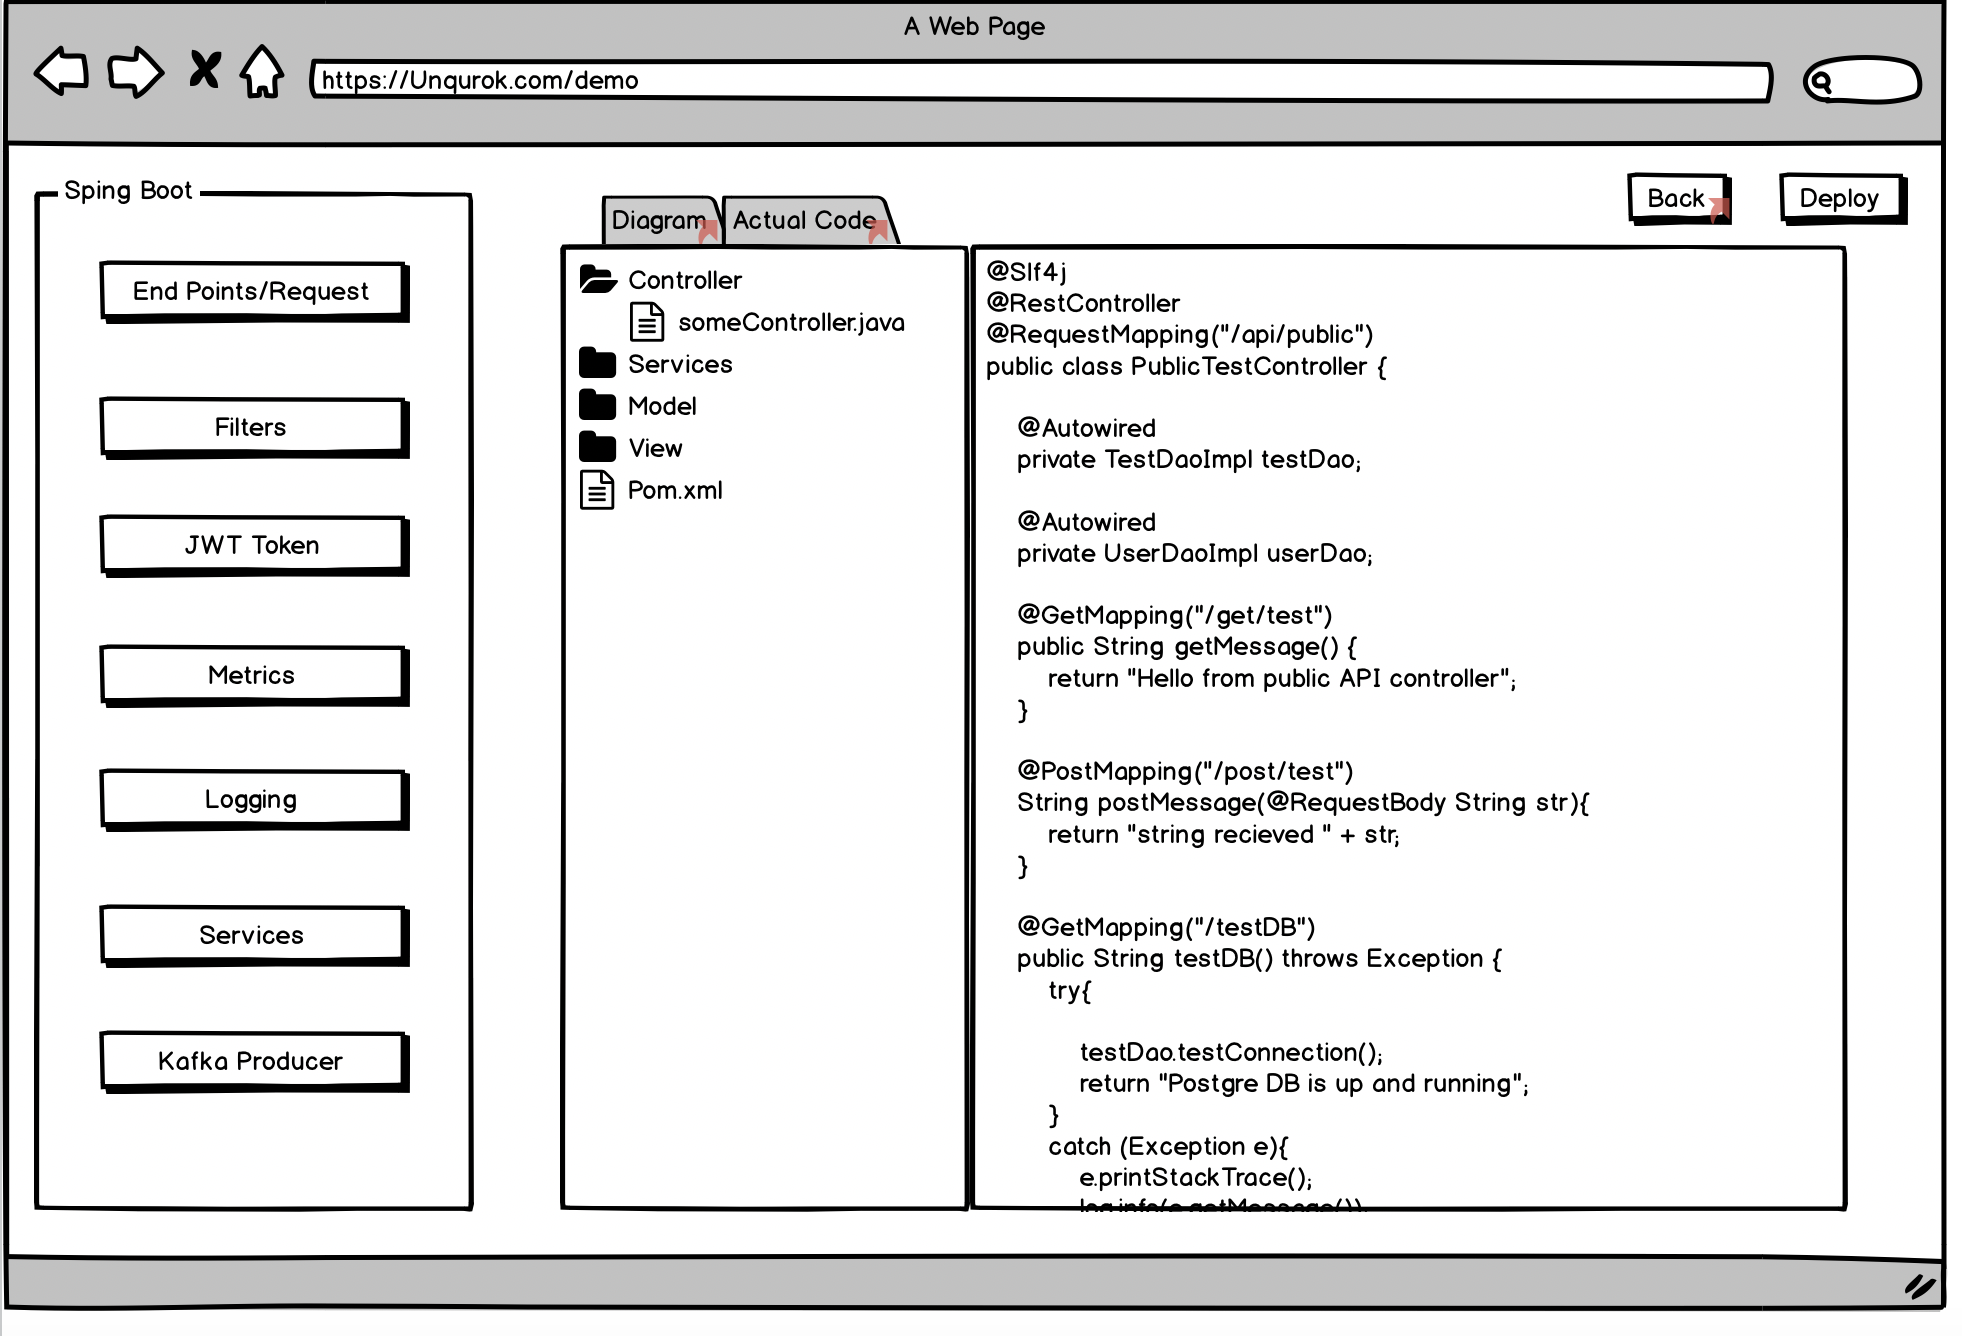 A Web Page
https://Unqurok.com/demo
Sping Boot
End Points/Request
Filters
JWT Token
Metrics
Logging
Services
Kafka Producer
Diagram
Actual Code
Back
Deploy
Controller
someController.java
Services
Model
View
Pom.xml
@Slf4j
@RestController
@RequestMapping("/api/public")
public class PublicTestController {
@Autowired
private TestDaoImpl testDao;
@Autowired
private UserDaoImpl userDao;
@GetMapping("/get/test")
public String getMessage() {
return "Hello from public API controller";
}
@PostMapping("/post/test")
String postMessage(@RequestBody String str){
return "string recieved " + str;
}
@GetMapping("/testDB")
public String testDB() throws Exception {
try{
testDao.testConnection();
return "Postgre DB is up and running";
}
catch (Exception e){
e.printStackTrace();
log.info(e.getMessage())